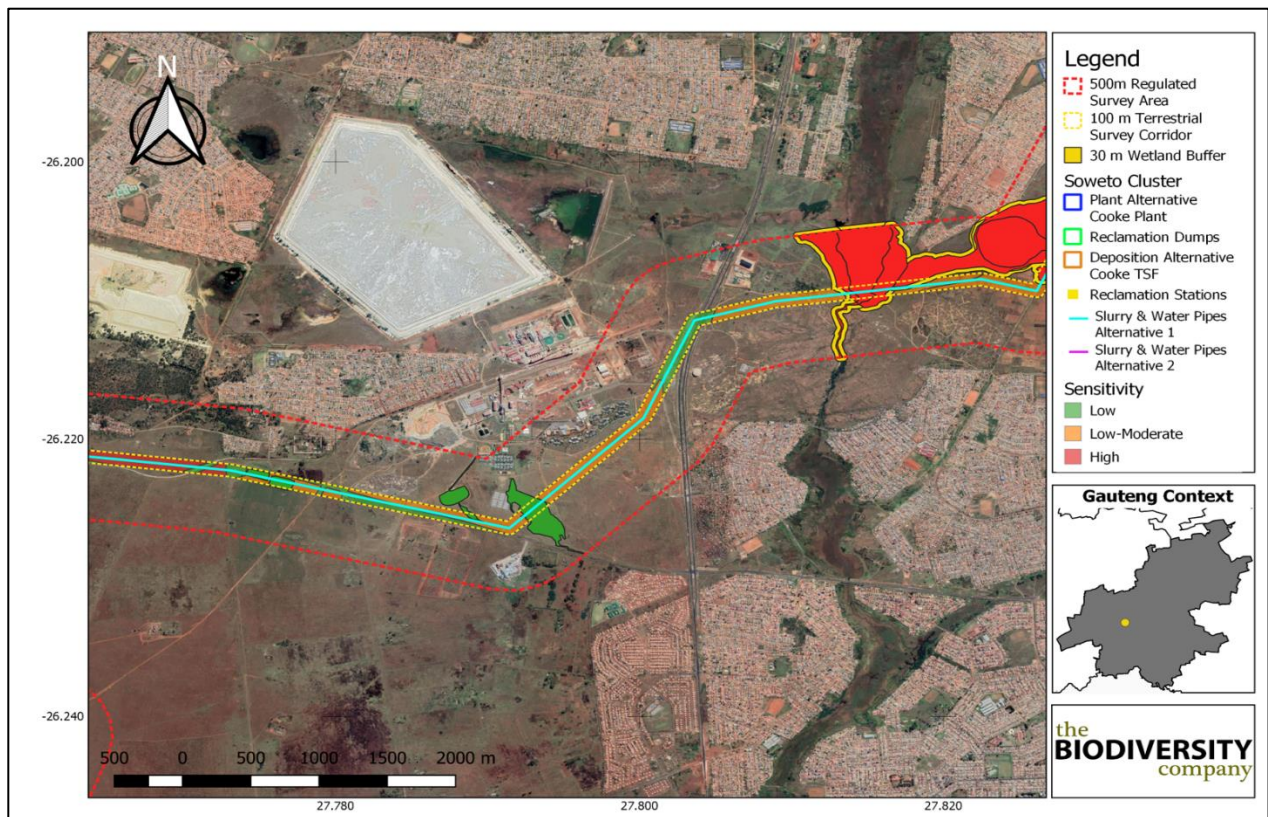 N
-26.200
-26.220
-26.240
500 0 500 1000 1500 2000 m
27.780 27.800 27.820
Legend
500m Regulated
Survey Area
100 m Terrestrial
Survey Corridor
30 m Wetland Buffer
Soweto Cluster
Plant Alternative
Cooke Plant
Reclamation Dumps
Deposition Alternative
Cooke TSF
Reclamation Stations
Slurry & Water Pipes
Alternative 1
Slurry & Water Pipes
Alternative 2
Sensitivity
Low
Low-Moderate
High
Gauteng Context
the
BIODIVERSITY
company